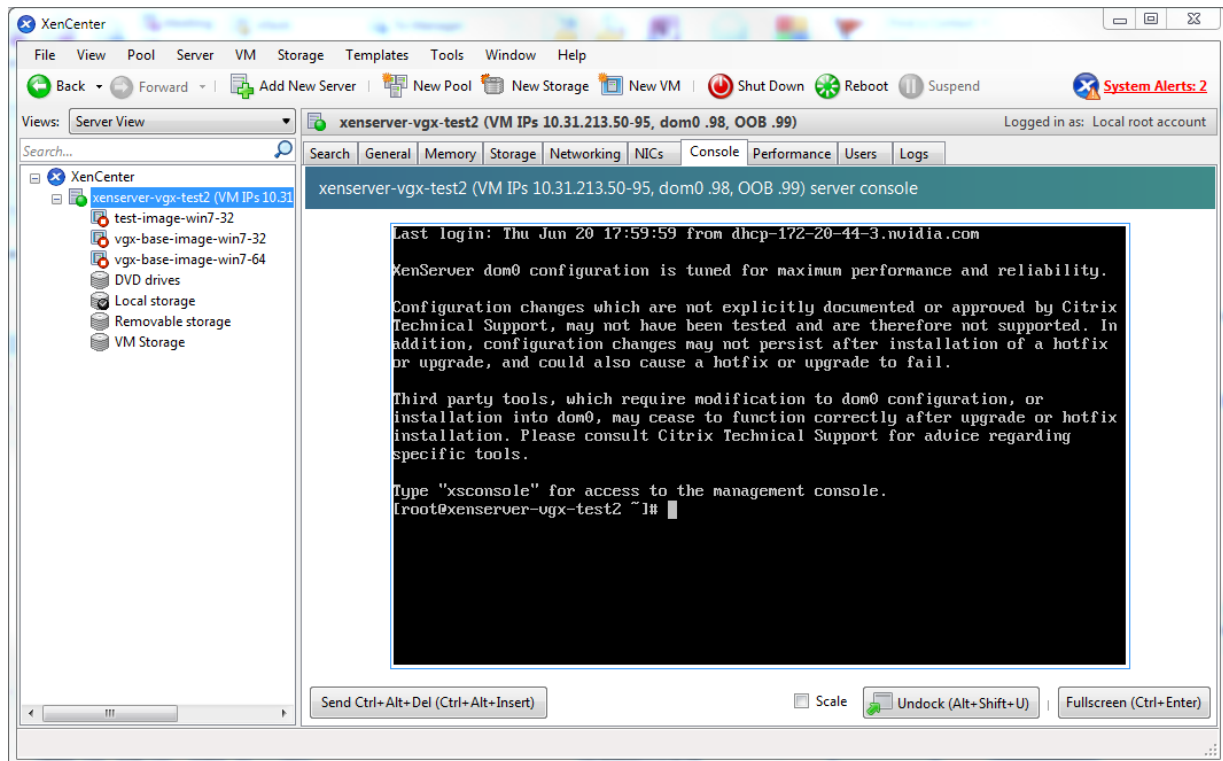 XenCenter
File View Pool Server VM Storage Templates Tools Window Help
Back Forward Add New Server New Pool New Storage New VM Shut Down Reboot Suspend System Alerts: 2
Views: Server View
xenserver-vgx-test2 (VM IPs 10.31.213.50-95, dom0 .98, OOB .99) Logged in as: Local root account
Search...
Search General Memory Storage Networking NICs Console Performance Users Logs
XenCenter
xenserver-vgx-test2 (VM IPs 10.31
test-image-win7-32
vgx-base-image-win7-32
vgx-base-image-win7-64
DVD drives
Local storage
Removable storage
VM Storage
xenserver-vgx-test2 (VM IPs 10.31.213.50-95, dom0 .98, OOB .99) server console
Last login: Thu Jun 20 17:59:59 from dhcp-172-20-44-3.nvidia.com
XenServer dom0 configuration is tuned for maximum performance and reliability.
Configuration changes which are not explicitly documented or approved by Citrix
Technical Support, may not have been tested and are therefore not supported. In
addition, configuration changes may not persist after installation of a hotfix
or upgrade, and could also cause a hotfix or upgrade to fail.
Third party tools, which require modification to dom0 configuration, or
installation into dom0, may cease to function correctly after upgrade or hotfix
installation. Please consult Citrix Technical Support for advice regarding
specific tools.
Type "xsconsole" for access to the management console.
[root@xenserver-vgx-test2 ~]#
Send Ctrl+Alt+Del (Ctrl+Alt+Insert) Scale Undock (Alt+Shift+U) Fullscreen (Ctrl+Enter)